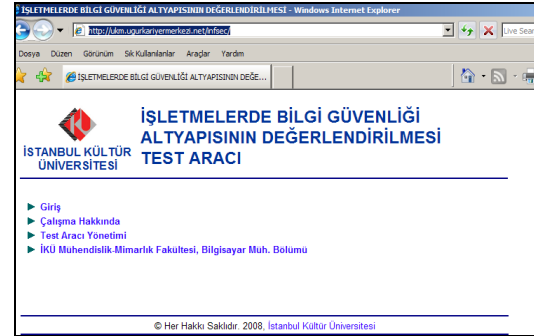 İŞLETMELERDE BİLGİ GÜVENLİĞİ ALTYAPISININ DEĞERLENDİRİLMESİ - Windows Internet Explorer
http://ukm.ugurkariyermerkezi.net/infsec/
Live Sear
Dosya Düzen Görünüm Sık Kullanılanlar Araçlar Yardım
İŞLETMELERDE BİLGİ GÜVENLİĞİ ALTYAPISININ DEĞE...
İSTANBUL KÜLTÜR
ÜNİVERSİTESİ
İŞLETMELERDE BİLGİ GÜVENLİĞİ
ALTYAPISININ DEĞERLENDİRİLMESİ
TEST ARACI
Giriş
Çalışma Hakkında
Test Aracı Yönetimi
İKÜ Mühendislik-Mimarlık Fakültesi, Bilgisayar Müh. Bölümü
© Her Hakkı Saklıdır. 2008, İstanbul Kültür Üniversitesi